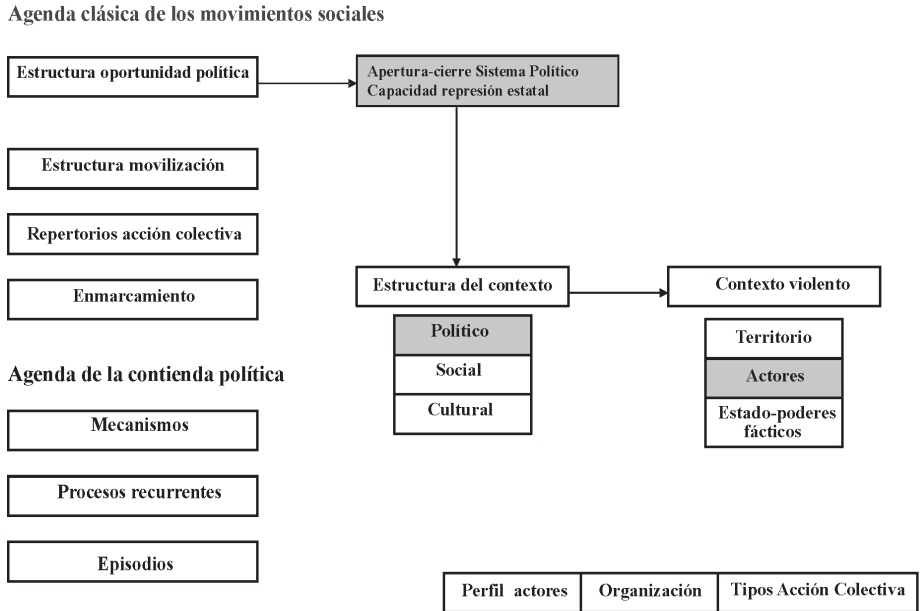 Agenda clásica de los movimientos sociales
Estructura oportunidad política
Apertura-cierre Sistema Político
Capacidad represión estatal
Estructura movilización
Repertorios acción colectiva
Enmarcamiento
Estructura del contexto
Contexto violento
Político
Social
Cultural
Territorio
Actores
Estado-poderes
fácticos
Agenda de la contienda política
Mecanismos
Procesos recurrentes
Episodios
Perfil actores
Organización
Tipos Acción Colectiva